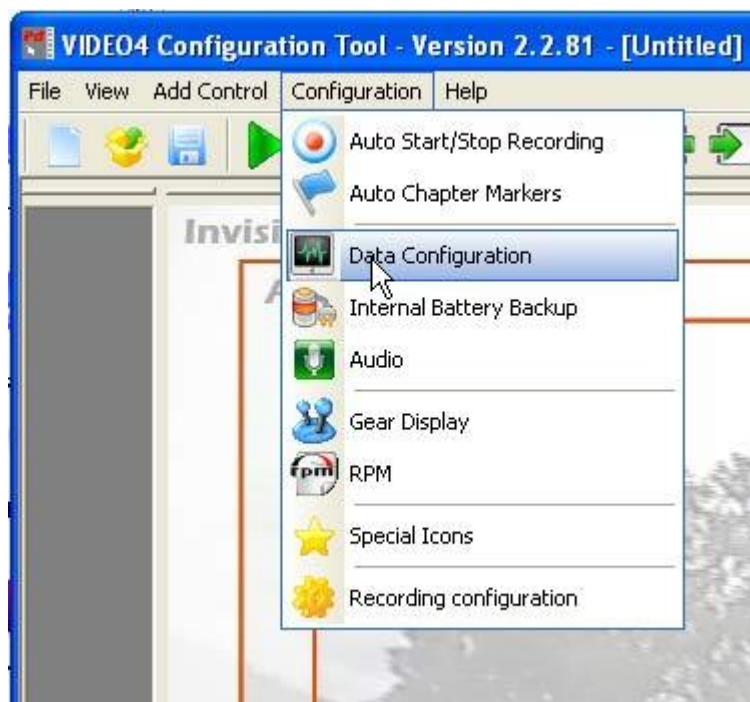 VIDEO4 Configuration Tool - Version 2.2.81 - [Untitled]
File View Add Control Configuration Help
Auto Start/Stop Recording
Auto Chapter Markers
Invisi
Data Configuration
A
Internal Battery Backup
Audio
Gear Display
rpm RPM
Special Icons
Recording configuration